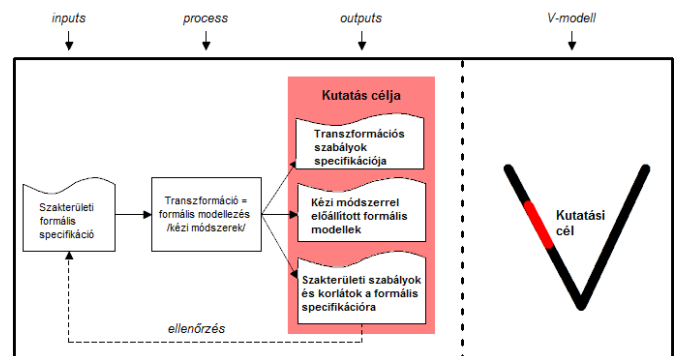 inputs
process
outputs
V-modell
Kutatás célja
Transzformációs
szabályok
specifikációja
Szakterületi
formális
specifikáció
Transzformáció =
formális modellezés
/kézi módszerek/
Kézi módszerrel
előállított formális
modellek
Szakterületi szabályok
és korlátok a formális
specifikációra
ellenőrzés
Kutatási
cél